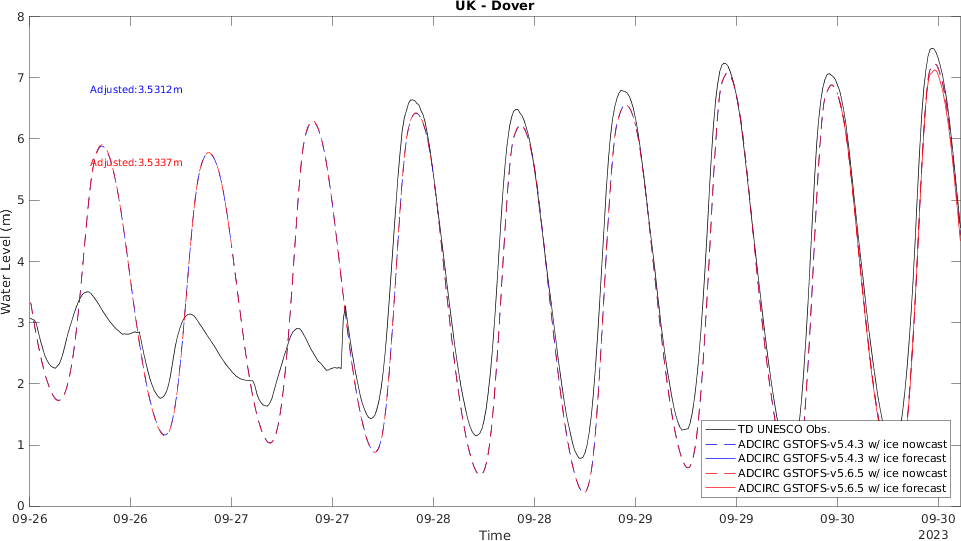 UK - Dover
8
7
6
5
4
3
2
1
0
Water Level (m)
Adjusted:3.5312m
Adjusted:3.5337m
TD UNESCO Obs.
ADCIRC GSTOFS-v5.4.3 w/ ice nowcast
ADCIRC GSTOFS-v5.4.3 w/ ice forecast
ADCIRC GSTOFS-v5.6.5 w/ ice nowcast
ADCIRC GSTOFS-v5.6.5 w/ ice forecast
09-26 09-26 09-27 09-27 09-28 09-28 09-29 09-29 09-30 09-30
2023
Time